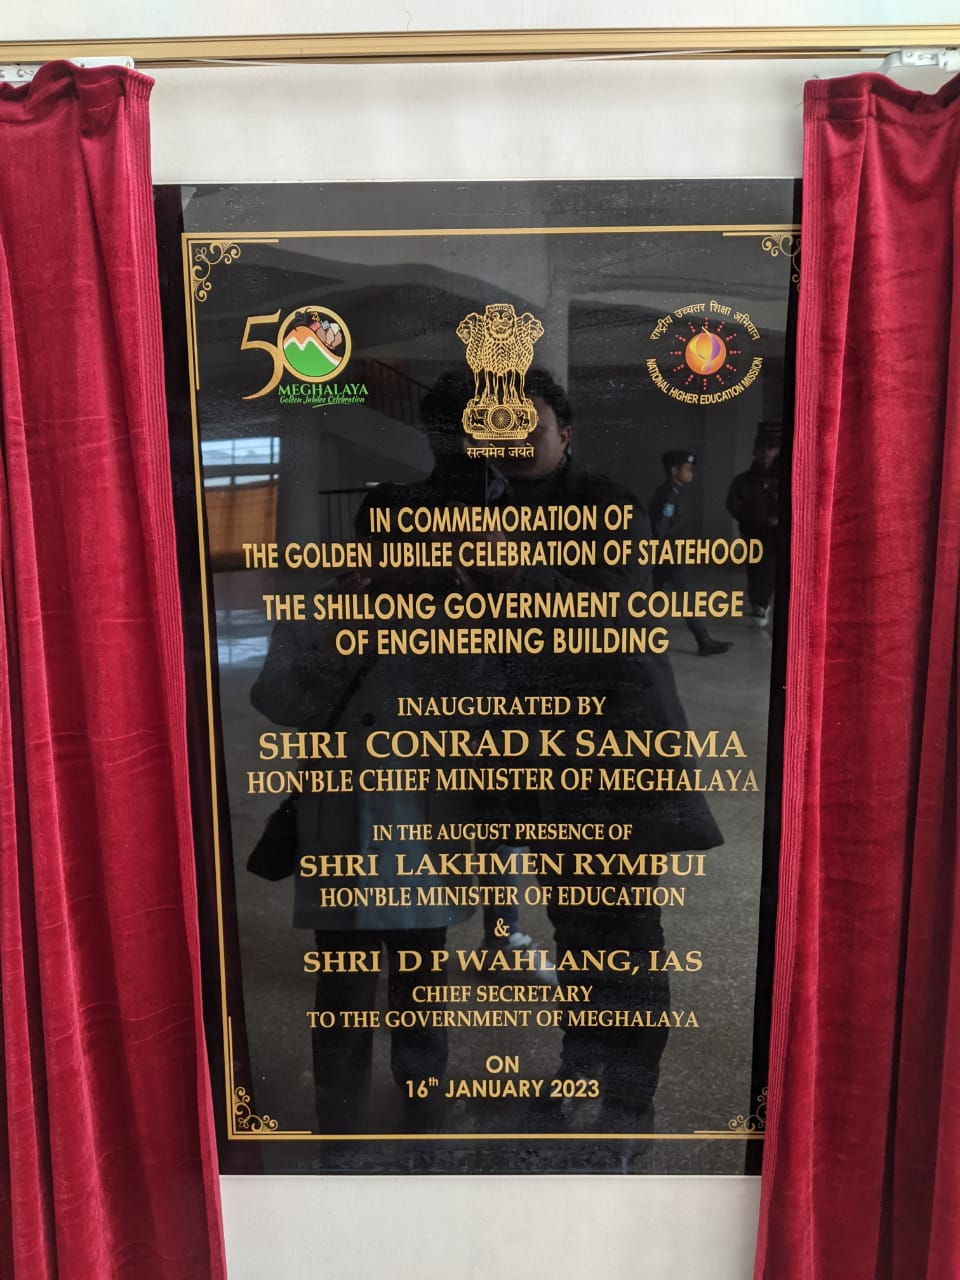 50
MEGHALAYA
Golden Jubilee Celebration
सत्यमेव जयते
राष्ट्रीय उच्चतर शिक्षा अभियान
NATIONAL HIGHER EDUCATION MISSION
IN COMMEMORATION OF
THE GOLDEN JUBILEE CELEBRATION OF STATEHOOD
THE SHILLONG GOVERNMENT COLLEGE
OF ENGINEERING BUILDING
INAUGURATED BY
SHRI CONRAD K SANGMA
HON'BLE CHIEF MINISTER OF MEGHALAYA
IN THE AUGUST PRESENCE OF
SHRI LAKHMEN RYMBUI
HON'BLE MINISTER OF EDUCATION
&
SHRI D P WAHLANG, IAS
CHIEF SECRETARY
TO THE GOVERNMENT OF MEGHALAYA
ON
16th JANUARY 2023